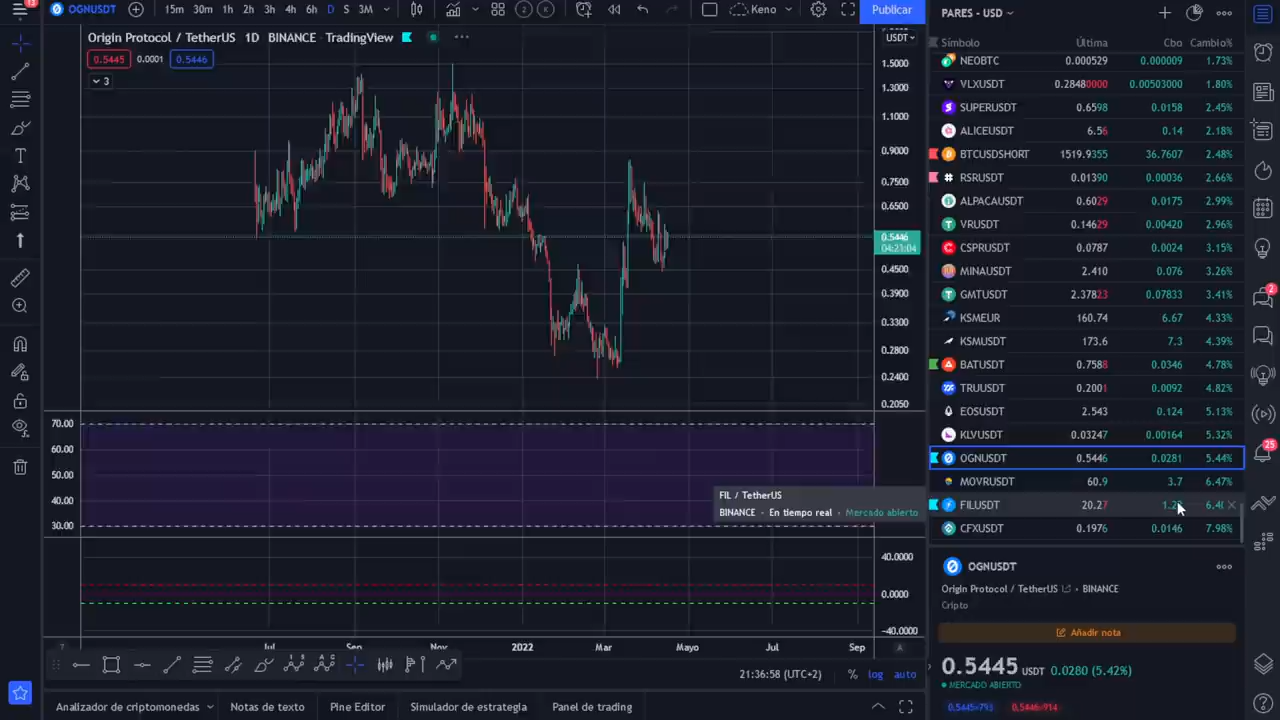 13
OGNUSDT
15m 30m 1h 2h 3h 4h 6h D S 3M
2
K
Keno
Publicar
PARES - USD
Origin Protocol / TetherUS 1D BINANCE TradingView
USDT
0.5445 0.0001 0.5446
3
Símbolo Última Cbo Cambio%
NEOBTC 0.000529 0.000009 1.73%
VLXUSDT 0.28480000 0.00503000 1.80%
SUPERUSDT 0.6598 0.0158 2.45%
ALICEUSDT 6.56 0.14 2.18%
BTCUSDSHORT 1519.9355 36.7607 2.48%
RSRUSDT 0.01390 0.00036 2.66%
ALPACAUSDT 0.6029 0.0175 2.99%
VRUSDT 0.14629 0.00420 2.96%
CSPRUSDT 0.0787 0.0024 3.15%
MINAUSDT 2.410 0.076 3.26%
GMTUSDT 2.37823 0.07833 3.41%
KSMEUR 160.74 6.67 4.33%
KSMUSDT 173.6 7.3 4.39%
BATUSDT 0.7588 0.0346 4.78%
TRUUSDT 0.2001 0.0092 4.82%
EOSUSDT 2.543 0.124 5.13%
KLVUSDT 0.03247 0.00164 5.32%
OGNUSDT 0.5446 0.0281 5.44%
MOVRUSDT 60.9 3.7 6.47%
FILUSDT 20.27
CFXUSDT 0.1976 0.0146 7.98%
1.5000
1.3000
1.1000
0.9000
0.7500
0.6500
0.5446
04:23:04
0.4500
0.3900
0.3300
0.2800
0.2400
0.2050
70.00
60.00
50.00
40.00
30.00
FIL / TetherUS
BINANCE - En tiempo real - Mercado abierto
40.0000
0.0000
-40.0000
Jul Sep Nov 2022 Mar Mayo Jul Sep
A
21:36:58 (UTC+2) % log auto
Analizador de criptomonedas Notas de texto Pine Editor Simulador de estrategia Panel de trading
OGNUSDT
Origin Protocol / TetherUS • BINANCE
Cripto
Añadir nota
0.5445 USDT 0.0280 (5.42%)
MERCADO ABIERTO
0.5445×793 0.5446×914
2
25